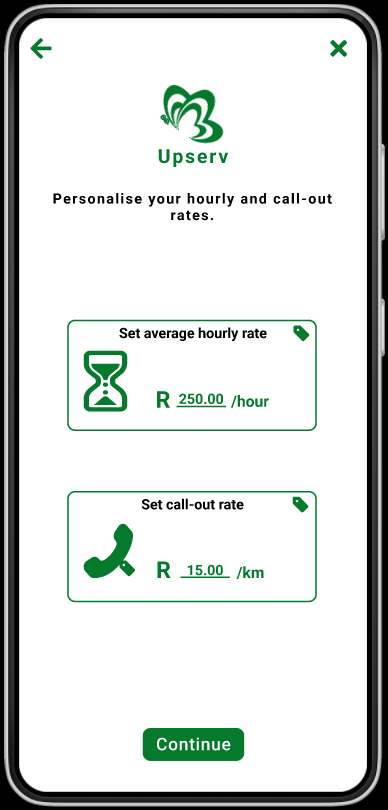 Upserv
Personalise your hourly and call-out
rates.
Set average hourly rate
R 250.00 /hour
Set call-out rate
R 15.00 /km
Continue